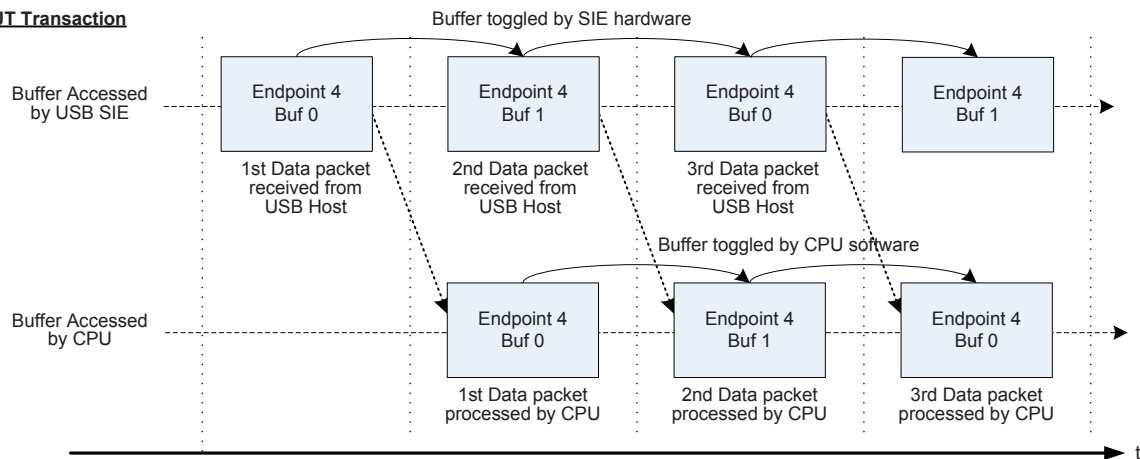 UT Transaction
Buffer toggled by SIE hardware
Buffer Accessed
by USB SIE
Endpoint 4
Buf 0
Endpoint 4
Buf 1
Endpoint 4
Buf 0
Endpoint 4
Buf 1
1st Data packet
received from
USB Host
2nd Data packet
received from
USB Host
3rd Data packet
received from
USB Host
Buffer toggled by CPU software
Buffer Accessed
by CPU
Endpoint 4
Buf 0
Endpoint 4
Buf 1
Endpoint 4
Buf 0
1st Data packet
processed by CPU
2nd Data packet
processed by CPU
3rd Data packet
processed by CPU
t